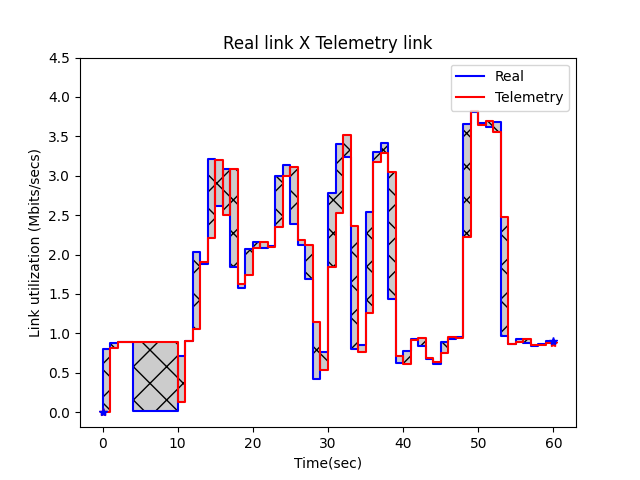 Real link X Telemetry link
Link utilization (Mbits/secs)
4.5
4.0
3.5
3.0
2.5
2.0
1.5
1.0
0.5
0.0
Real
Telemetry
0 10 20 30 40 50 60
Time(sec)